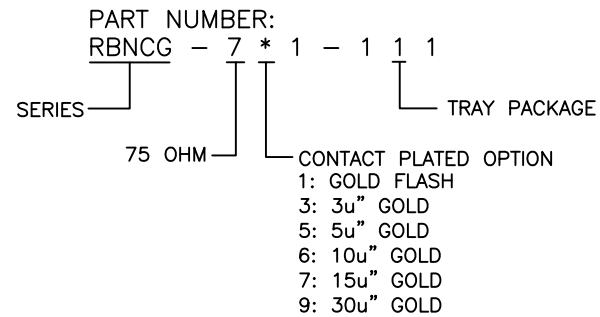 PART NUMBER:
RBNCG - 7 * 1 - 1 1 1
SERIES
TRAY PACKAGE
75 OHM
CONTACT PLATED OPTION
1: GOLD FLASH
3: 3u" GOLD
5: 5u" GOLD
6: 10u" GOLD
7: 15u" GOLD
9: 30u" GOLD